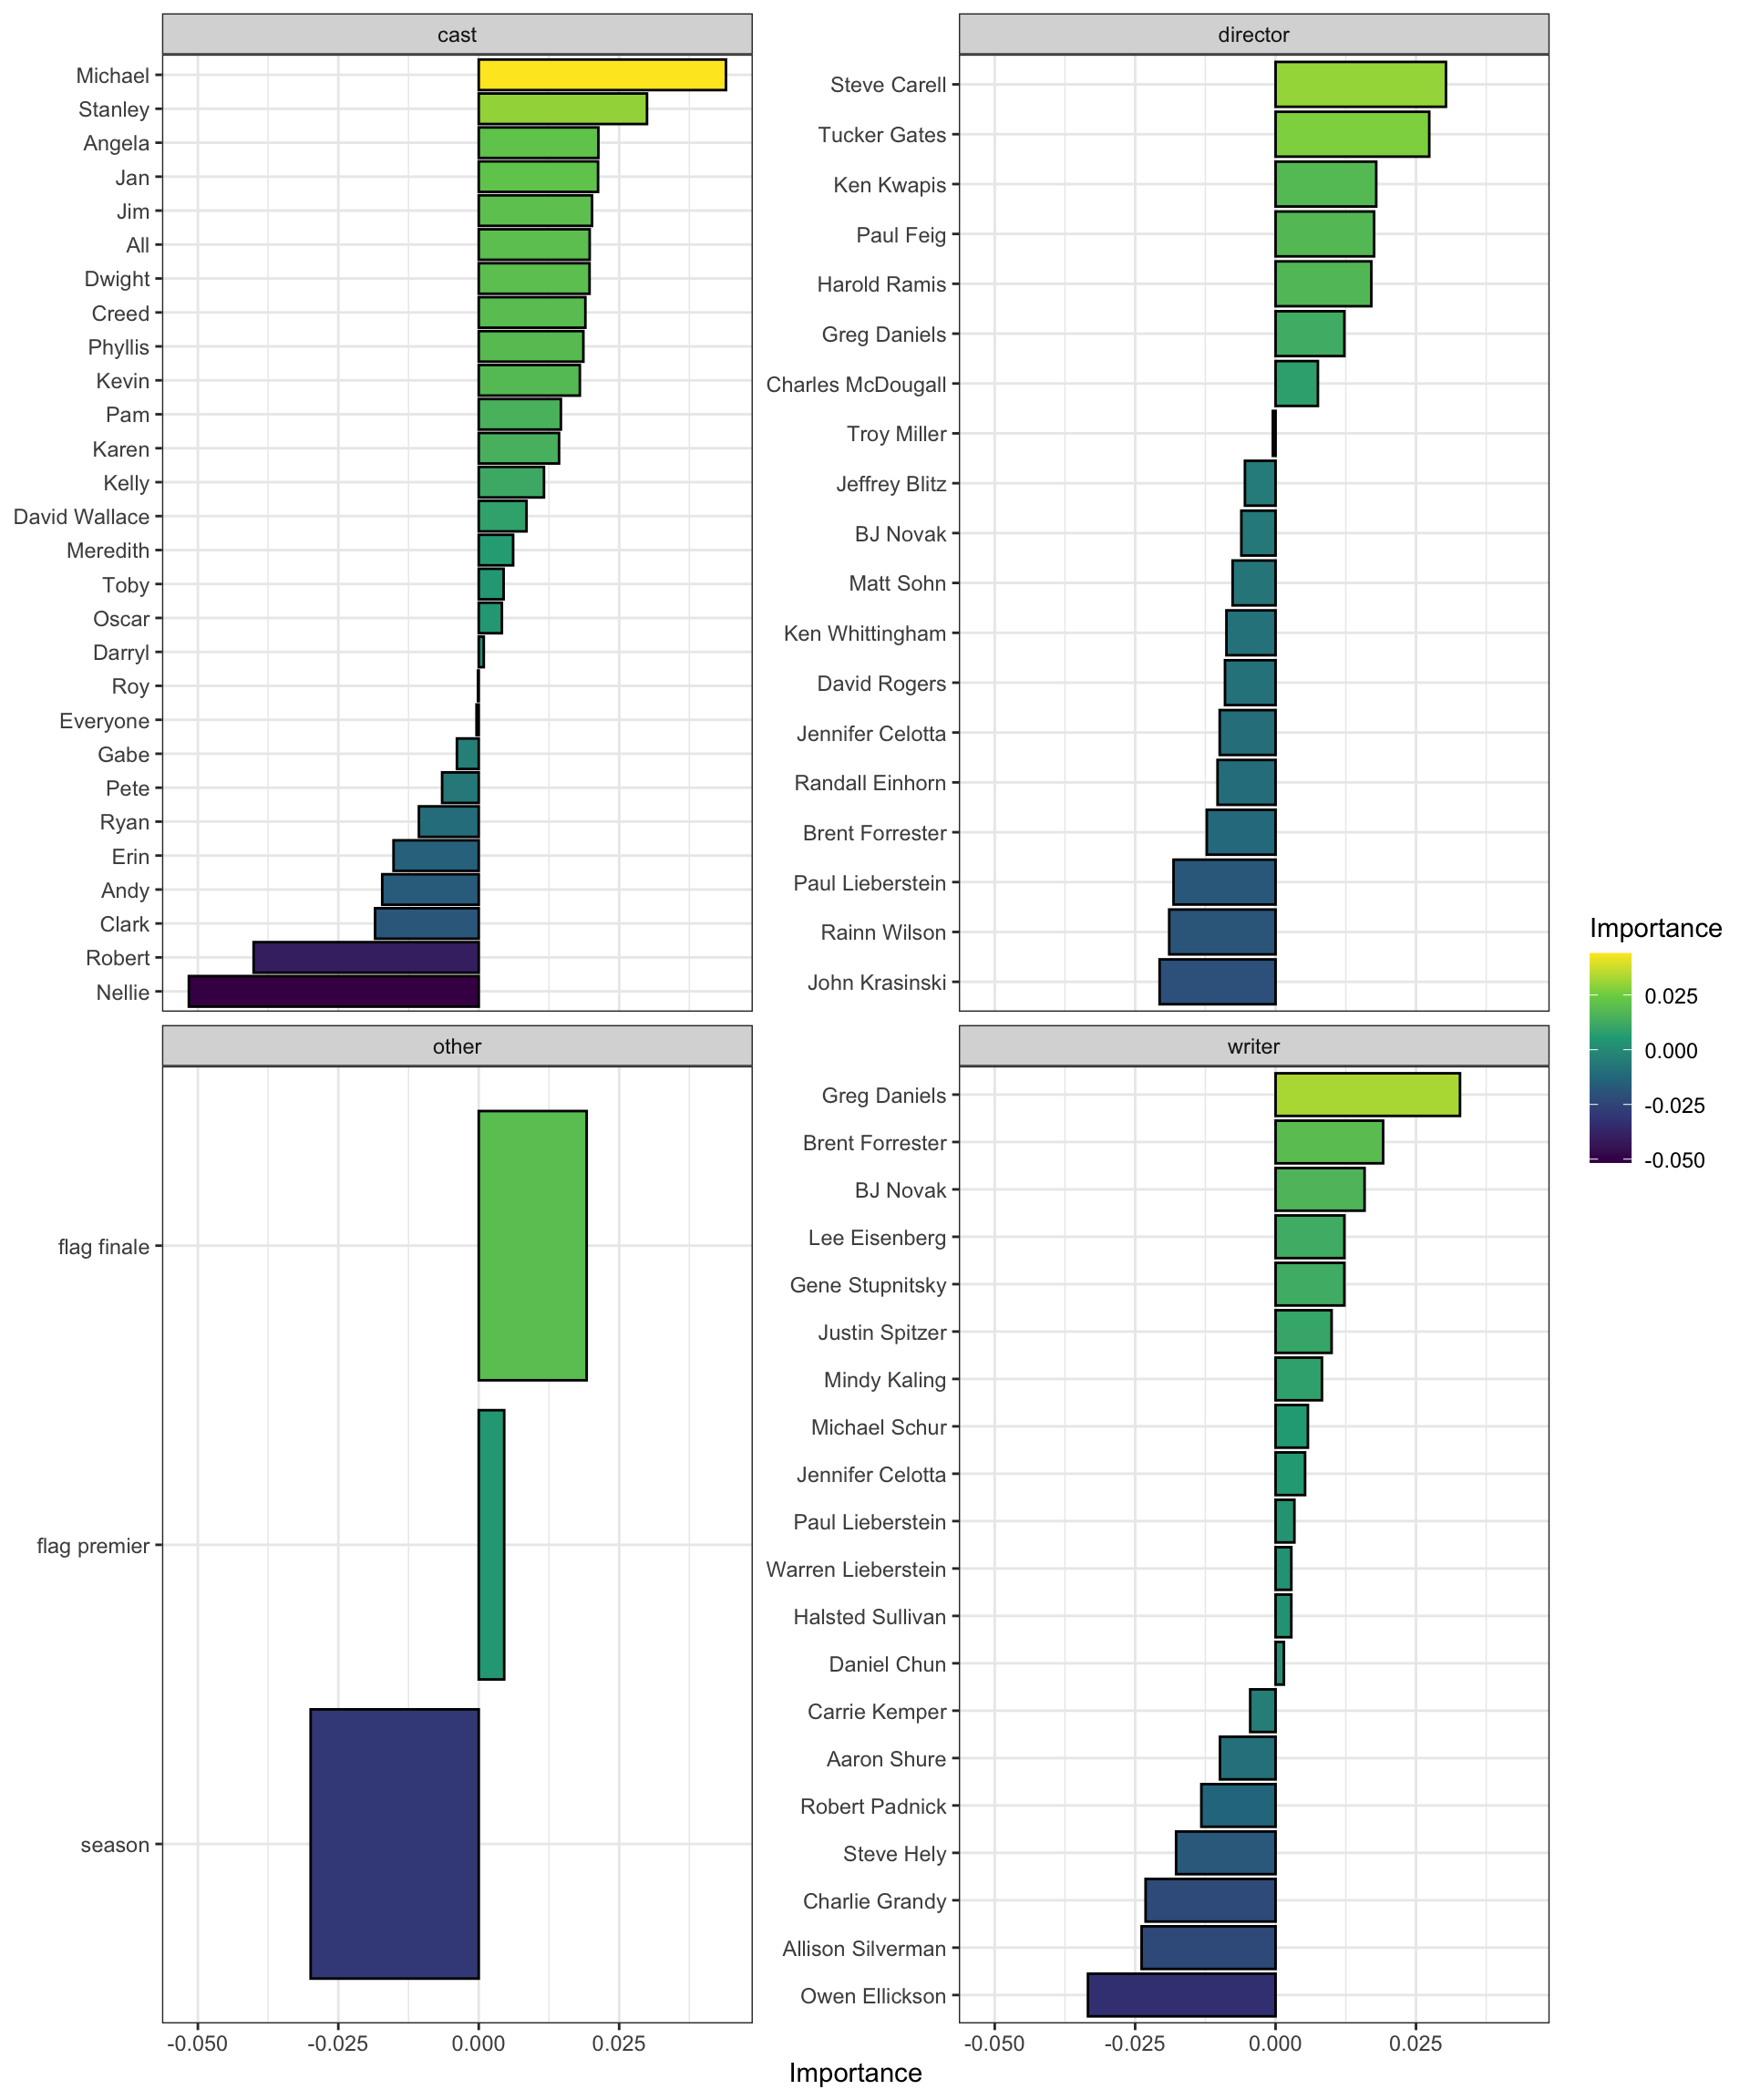 cast
Michael
Stanley
Angela
Jan
Jim
All
Dwight
Creed
Phyllis
Kevin
Pam
Karen
Kelly
David Wallace
Meredith
Toby
Oscar
Darryl
Roy
Everyone
Gabe
Pete
Ryan
Erin
Andy
Clark
Robert
Nellie
director
Steve Carell
Tucker Gates
Ken Kwapis
Paul Feig
Harold Ramis
Greg Daniels
Charles McDougall
Troy Miller
Jeffrey Blitz
BJ Novak
Matt Sohn
Ken Whittingham
David Rogers
Jennifer Celotta
Randall Einhorn
Brent Forrester
Paul Lieberstein
Rainn Wilson
John Krasinski
other
flag finale
flag premier
season
-0.050 -0.025 0.000 0.025
writer
Greg Daniels
Brent Forrester
BJ Novak
Lee Eisenberg
Gene Stupnitsky
Justin Spitzer
Mindy Kaling
Michael Schur
Jennifer Celotta
Paul Lieberstein
Warren Lieberstein
Halsted Sullivan
Daniel Chun
Carrie Kemper
Aaron Shure
Robert Padnick
Steve Hely
Charlie Grandy
Allison Silverman
Owen Ellickson
-0.050 -0.025 0.000 0.025
Importance
Importance
0.025
0.000
-0.025
-0.050